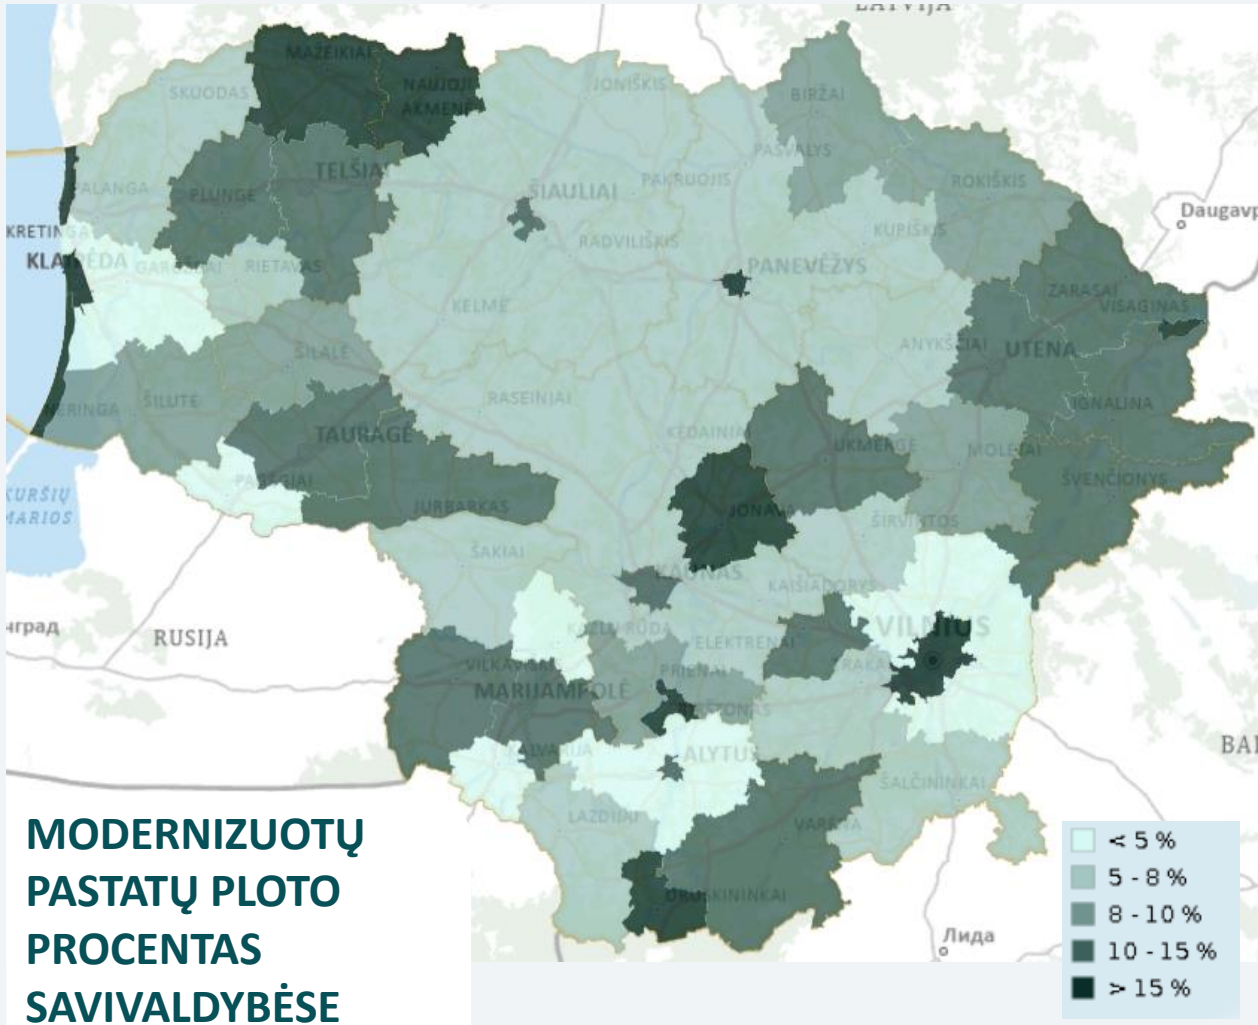 LATVIJA
MAŽEIKIAI
SKUODAS
NAUJOJI
AKMENĖ
JONIŠKIS
BIRŽAI
PASVALYS
PAKRUOJIS
ROKIŠKIS
TELŠIAI
PALANGA
PLUNGĖ
ŠIAULIAI
Daugavp
KRETINGA
RADVILIŠKIS
KUPIŠKIS
KLAIPĖDA
GARGŽDAI
RIETAVAS
PANEVĖŽYS
ZARASAI
VISAGINAS
KELMĖ
ANYKŠČIAI
UTENA
ŠILALĖ
RASEINIAI
IGNALINA
NERINGA
ŠILUTĖ
TAURAGĖ
KĖDAINIAI
UKMERGĖ
MOLĖTAI
PAGĖGIAI
ŠVENČIONYS
KURŠIŲ
MARIOS
JURBARKAS
JONAVA
ŠIRVINTOS
ŠAKIAI
KAUNAS
KAIŠIADORYS
нград
RUSIJA
KAZLŲ RŪDA
ELEKTRĖNAI
VILNIUS
VILKAVIŠKIS
PRIENAI
TRAKAI
MARIJAMPOLĖ
BIRŠTONAS
KALVARIJA
ALYTUS
BAL
ŠALČININKAI
LAZDIJAI
VARĖNA
DRUSKININKAI
Лида
MODERNIZUOTŲ
PASTATŲ PLOTO
PROCENTAS
SAVIVALDYBĖSE
< 5 %
5 - 8 %
8 - 10 %
10 - 15 %
> 15 %